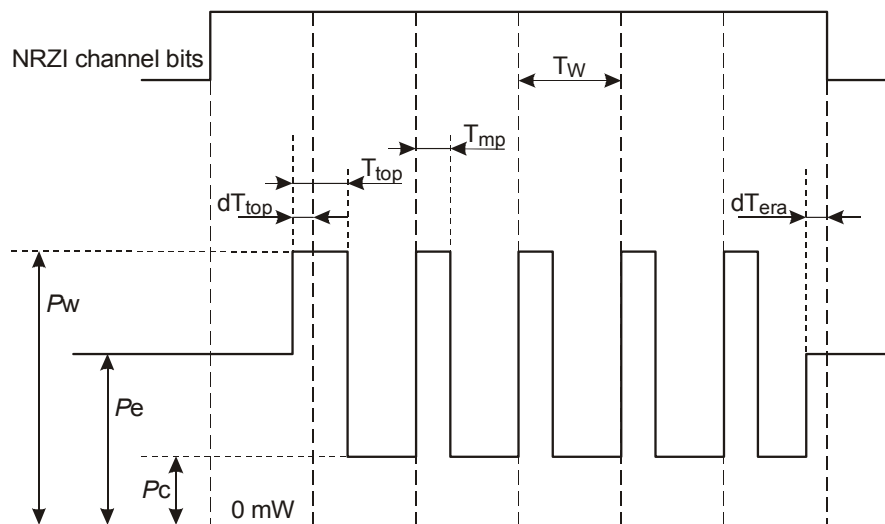 NRZI channel bits
TW
Tmp
Ttop
dTtop
dTera
Pw
Pe
Pc
0 mW